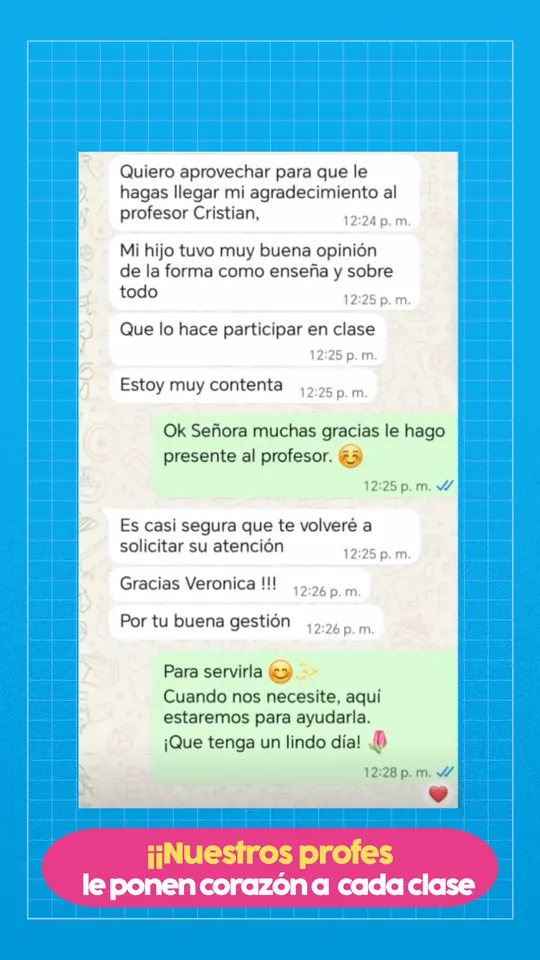 Quiero aprovechar para que le
hagas llegar mi agradecimiento al
profesor Cristian,
12:24 p. m.
Mi hijo tuvo muy buena opinión
de la forma como enseña y sobre
todo
12:25 p. m.
Que lo hace participar en clase
12:25 p. m.
Estoy muy contenta 12:25 p. m.
Ok Señora muchas gracias le hago
presente al profesor. ☺️
12:25 p. m.
Es casi segura que te volveré a
solicitar su atención
12:25 p. m.
Gracias Veronica !!! 12:26 p. m.
Por tu buena gestión 12:26 p. m.
Para servirla 😊✨
Cuando nos necesite, aquí
estaremos para ayudarla.
¡Que tenga un lindo día! 🌷
12:28 p. m.
¡¡Nuestros profes
le ponen corazón a cada clase